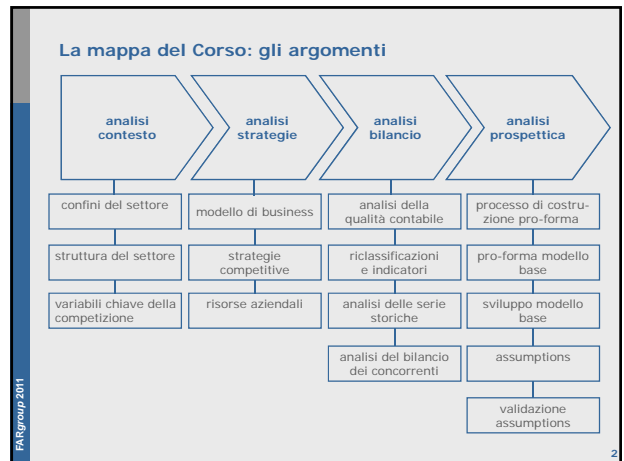 La mappa del Corso: gli argomenti
analisi
contesto
analisi
strategie
analisi
bilancio
analisi
prospettica
confini del settore
struttura del settore
variabili chiave della
competizione
modello di business
strategie
competitive
risorse aziendali
analisi della
qualità contabile
riclassificazioni
e indicatori
analisi delle serie
storiche
analisi del bilancio
dei concorrenti
processo di costru-
zione pro-forma
pro-forma modello
base
sviluppo modello
base
assumptions
validazione
assumptions
FARgroup 2011
2